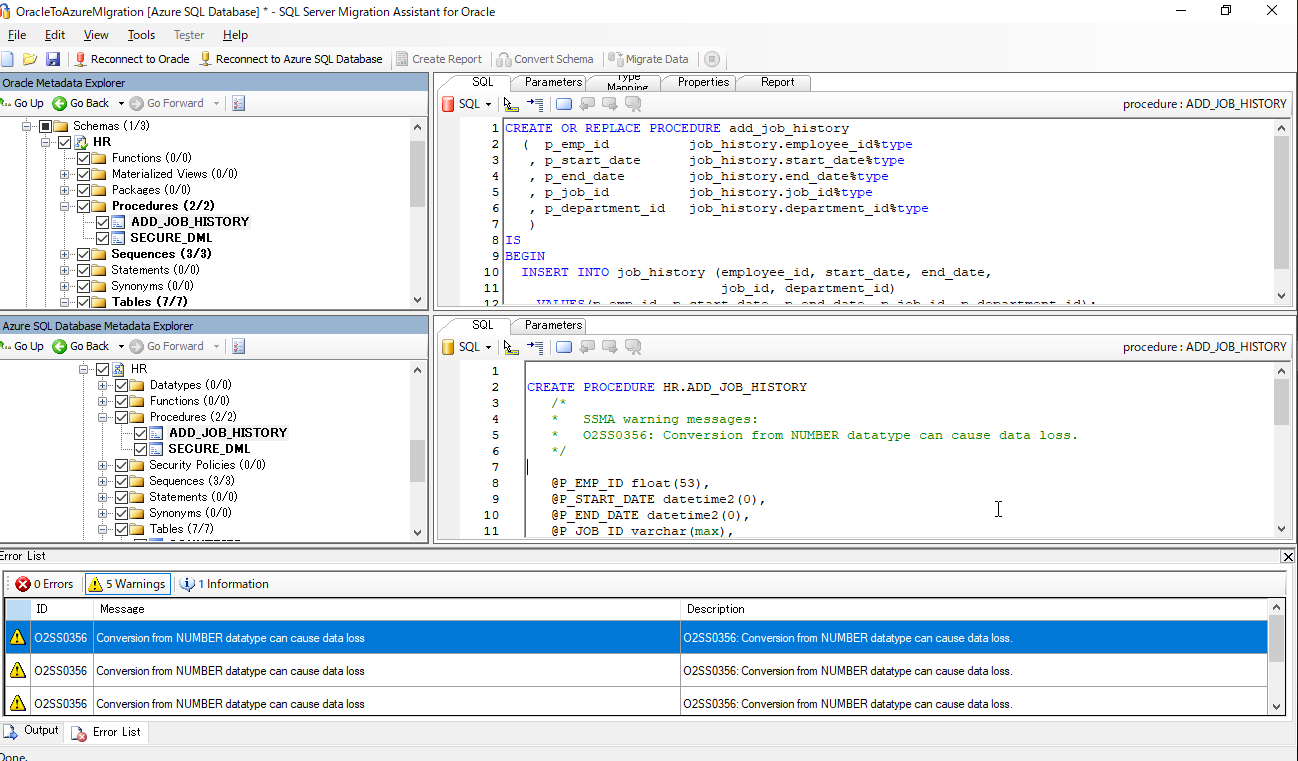 OracleToAzureMIgration [Azure SQL Database] * - SQL Server Migration Assistant for Oracle
File Edit View Tools Tester Help
Reconnect to Oracle Reconnect to Azure SQL Database Create Report Convert Schema Migrate Data
Oracle Metadata Explorer
Go Up Go Back Go Forward
Schemas (1/3)
HR
Functions (0/0)
Materialized Views (0/0)
Packages (0/0)
Procedures (2/2)
ADD_JOB_HISTORY
SECURE_DML
Sequences (3/3)
Statements (0/0)
Synonyms (0/0)
Tables (7/7)
SQL Parameters Type Mapping Properties Report
SQL procedure : ADD_JOB_HISTORY
1 CREATE OR REPLACE PROCEDURE add_job_history
2 ( p_emp_id job_history.employee_id%type
3 , p_start_date job_history.start_date%type
4 , p_end_date job_history.end_date%type
5 , p_job_id job_history.job_id%type
6 , p_department_id job_history.department_id%type
7 )
8 IS
9 BEGIN
10 INSERT INTO job_history (employee_id, start_date, end_date,
11 job_id, department_id)
12 VALUES(p_emp_id, p_start_date, p_end_date, p_job_id, p_department_id);
Azure SQL Database Metadata Explorer
Go Up Go Back Go Forward
HR
Datatypes (0/0)
Functions (0/0)
Procedures (2/2)
ADD_JOB_HISTORY
SECURE_DML
Security Policies (0/0)
Sequences (3/3)
Statements (0/0)
Synonyms (0/0)
Tables (7/7)
SQL Parameters
SQL procedure : ADD_JOB_HISTORY
1
2 CREATE PROCEDURE HR.ADD_JOB_HISTORY
3 /*
4 * SSMA warning messages:
5 * O2SS0356: Conversion from NUMBER datatype can cause data loss.
6 */
7
8 @P_EMP_ID float(53),
9 @P_START_DATE datetime2(0),
10 @P_END_DATE datetime2(0),
11 @P_JOB_ID varchar(max),
Error List
0 Errors 5 Warnings 1 Information
ID Message Description
O2SS0356 Conversion from NUMBER datatype can cause data loss O2SS0356: Conversion from NUMBER datatype can cause data loss.
O2SS0356 Conversion from NUMBER datatype can cause data loss O2SS0356: Conversion from NUMBER datatype can cause data loss.
O2SS0356 Conversion from NUMBER datatype can cause data loss O2SS0356: Conversion from NUMBER datatype can cause data loss.
Output Error List
Done.